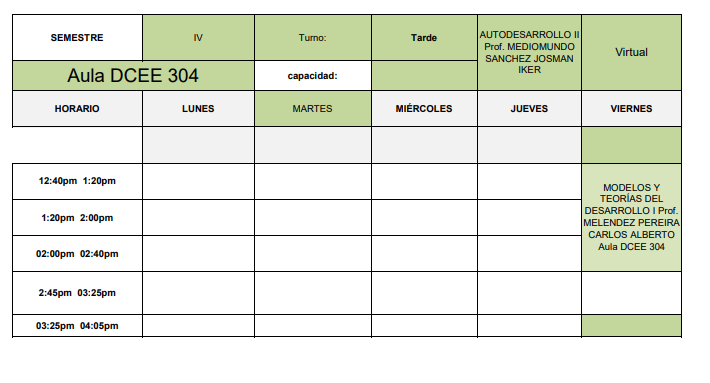 SEMESTRE IV Turno: Tarde
AUTODESARROLLO II
Prof. MEDIOMUNDO
SANCHEZ JOSMAN
IKER
Virtual
Aula DCEE 304 capacidad:
HORARIO LUNES MARTES MIÉRCOLES JUEVES VIERNES
12:40pm 1:20pm
1:20pm 2:00pm
02:00pm 02:40pm
MODELOS Y
TEORÍAS DEL
DESARROLLO I Prof.
MELENDEZ PEREIRA
CARLOS ALBERTO
Aula DCEE 304
2:45pm 03:25pm
03:25pm 04:05pm